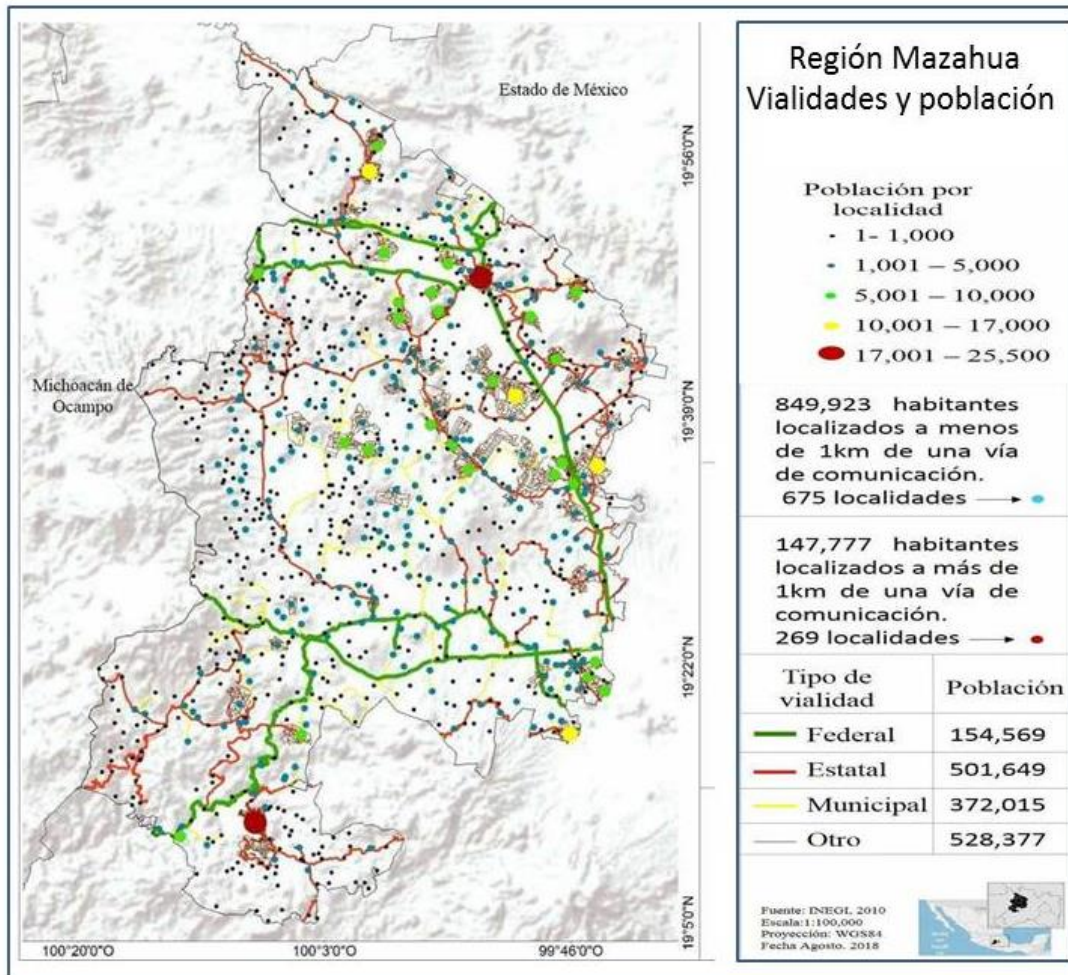 Estado de México
Michoacán de
Ocampo
19°56'0"N
19°39'0"N
19°22'0"N
19°5'0"N
100°20'0"O
100°3'0"O
99°46'0"O
Región Mazahua
Vialidades y población
Población por
localidad
1- 1,000
1,001 – 5,000
5,001 – 10,000
10,001 – 17,000
17,001 – 25,500
849,923 habitantes
localizados a menos
de 1km de una vía
de comunicación.
675 localidades
147,777 habitantes
localizados a más de
1km de una vía de
comunicación.
269 localidades
Tipo de vialidad Población
Federal 154,569
Estatal 501,649
Municipal 372,015
Otro 528,377
Fuente: INEGI, 2010
Escala:1:100,000
Proyección: WGS84
Fecha Agosto. 2018